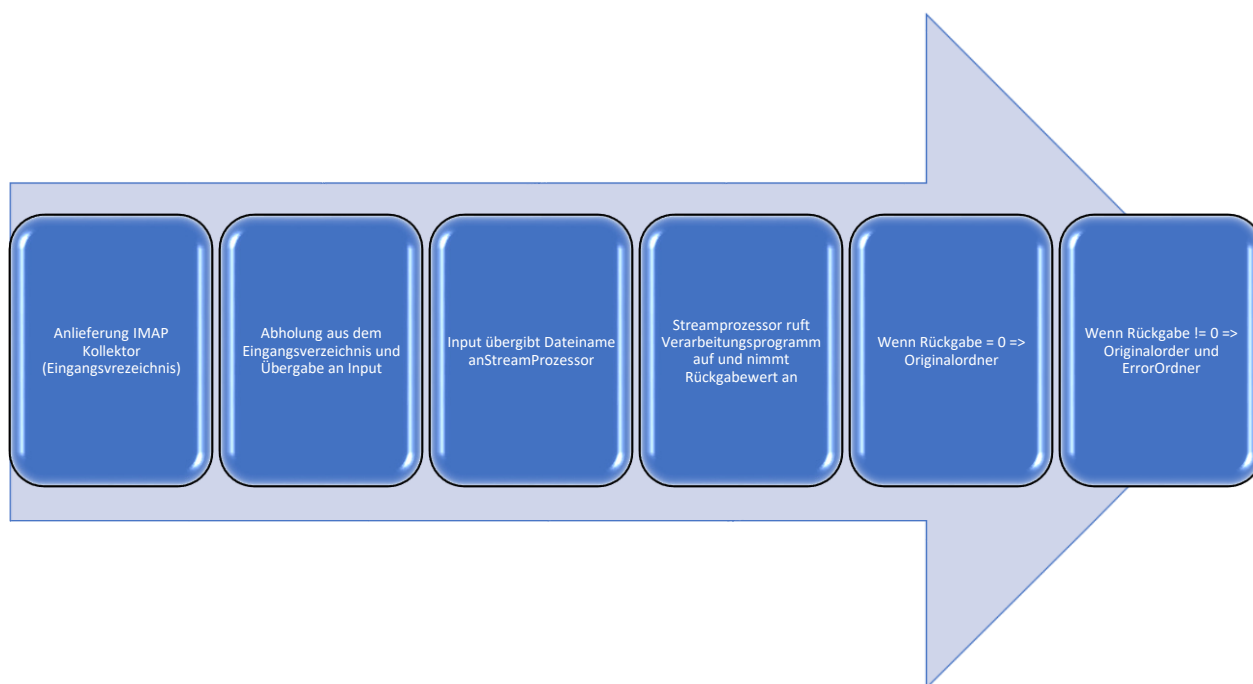 Anlieferung IMAP
Kollektor
(Eingangsvrezeichnis)
Abholung aus dem
Eingangsverzeichnis und
Übergabe an Input
Input übergibt Dateiname
anStreamProzessor
Streamprozessor ruft
Verarbeitungsprogramm
auf und nimmt
Rückgabewert an
Wenn Rückgabe = 0 =>
Originalordner
Wenn Rückgabe != 0 =>
Originalorder und
ErrorOrdner